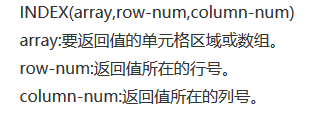 INDEX(array,row-num,column-num)
array:要返回值的单元格区域或数组。
row-num:返回值所在的行号。
column-num:返回值所在的列号。